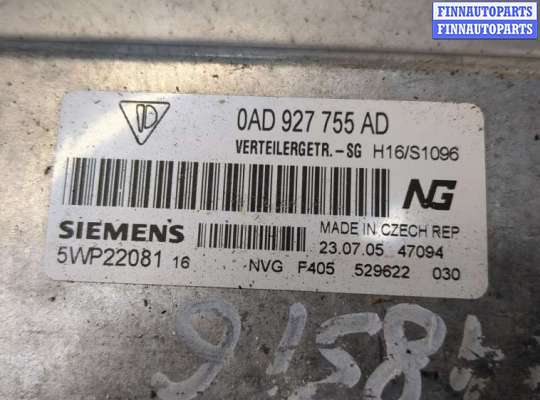 FINNAUTOPARTS
FINNAUTOPARTS
0AD 927 755 AD
VERTEILERGETR.-SG H16/S1096
NG
SIEMENS
MADE IN CZECH REP
5WP22081 16
23.07.05 47094
NVG F405 529622 030